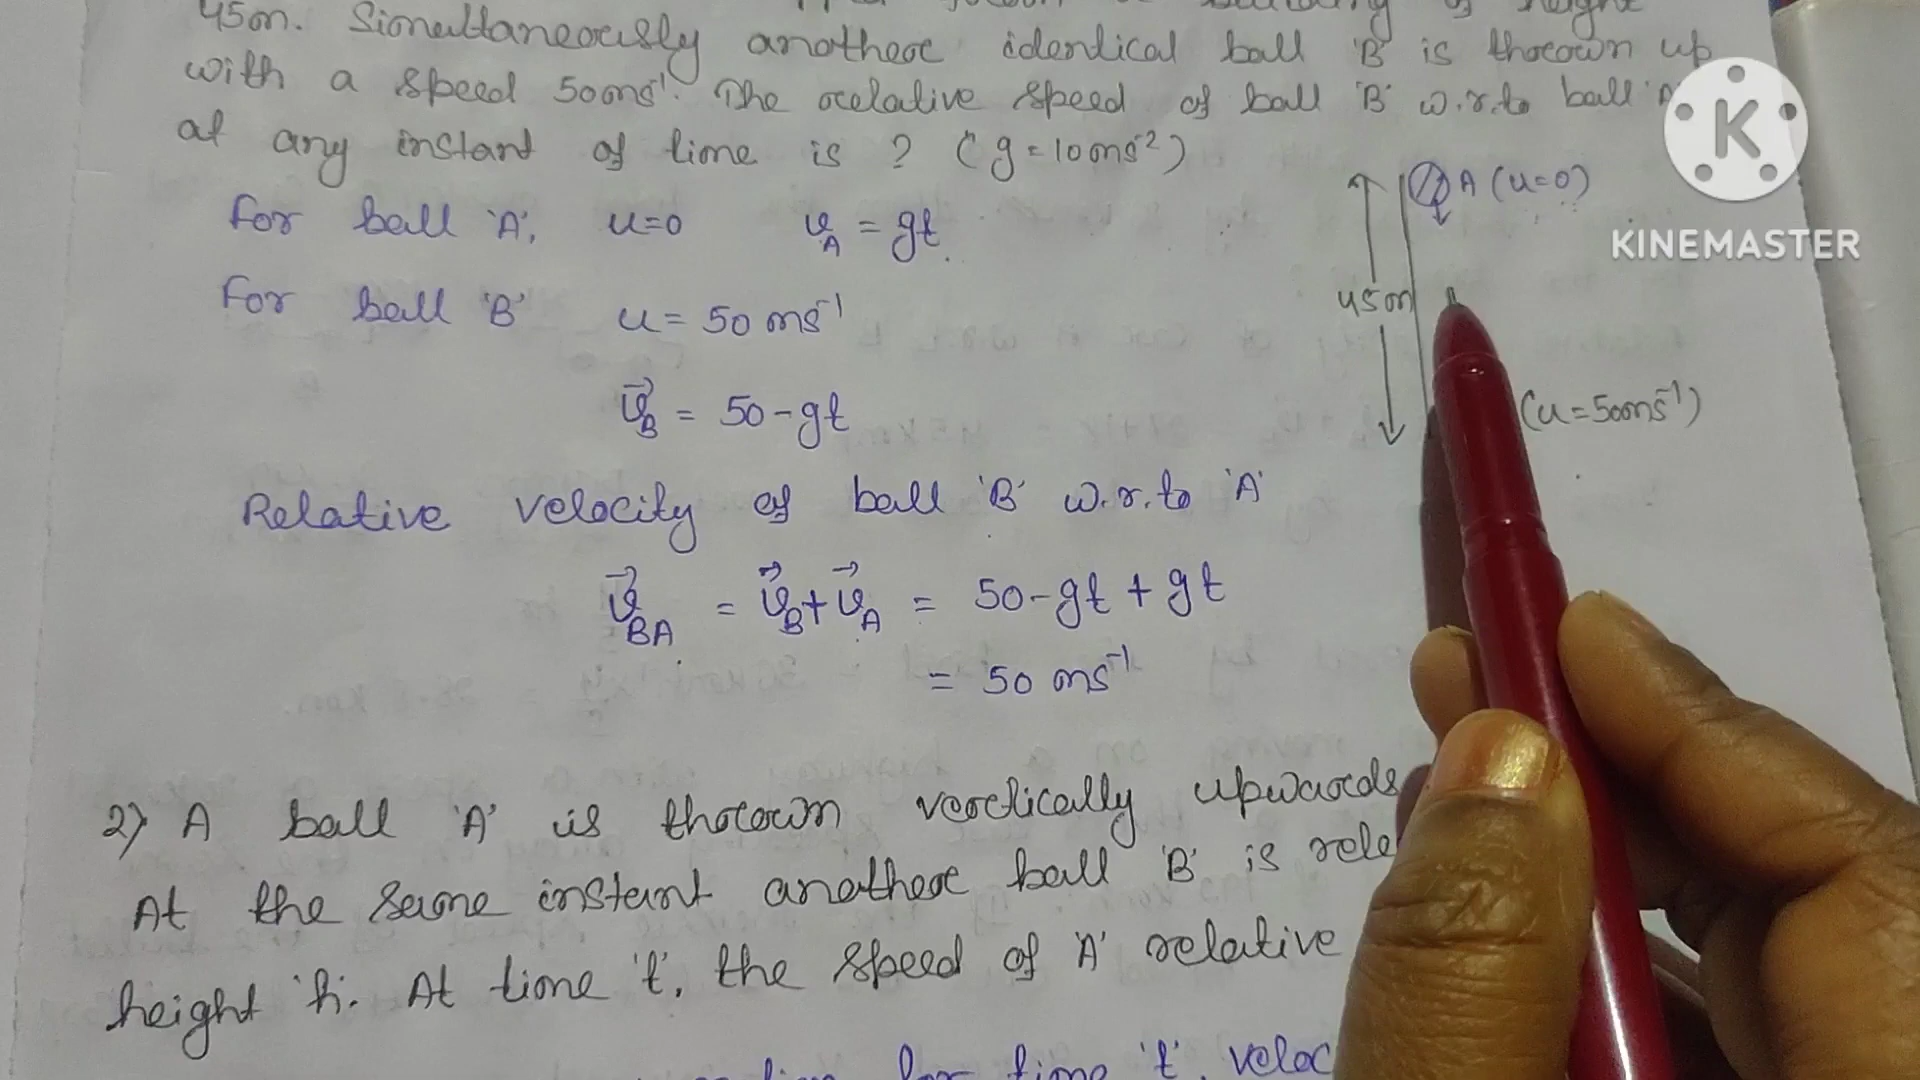 45m. Simultaneously another identical ball 'B' is thrown up
with a speed 50ms⁻¹. The relative speed of ball 'B' w.r.to ball 'A'
at any instant of time is ? (g=10ms⁻²)
A (u=0)
KINEMASTER
For ball 'A', u=0 v_A = gt.
For ball 'B' u = 50 ms⁻¹
45m
(u=50ms⁻¹)
v⃗_B = 50-gt
Relative velocity of ball 'B' w.r.to 'A'
v⃗_BA = v⃗_B + v⃗_A = 50-gt + gt
= 50 ms⁻¹
2) A ball 'A' is thrown vertically upwards
At the same instant another ball 'B' is rele
height 'h'. At time 't', the speed of 'A' relative
for time 't', veloc